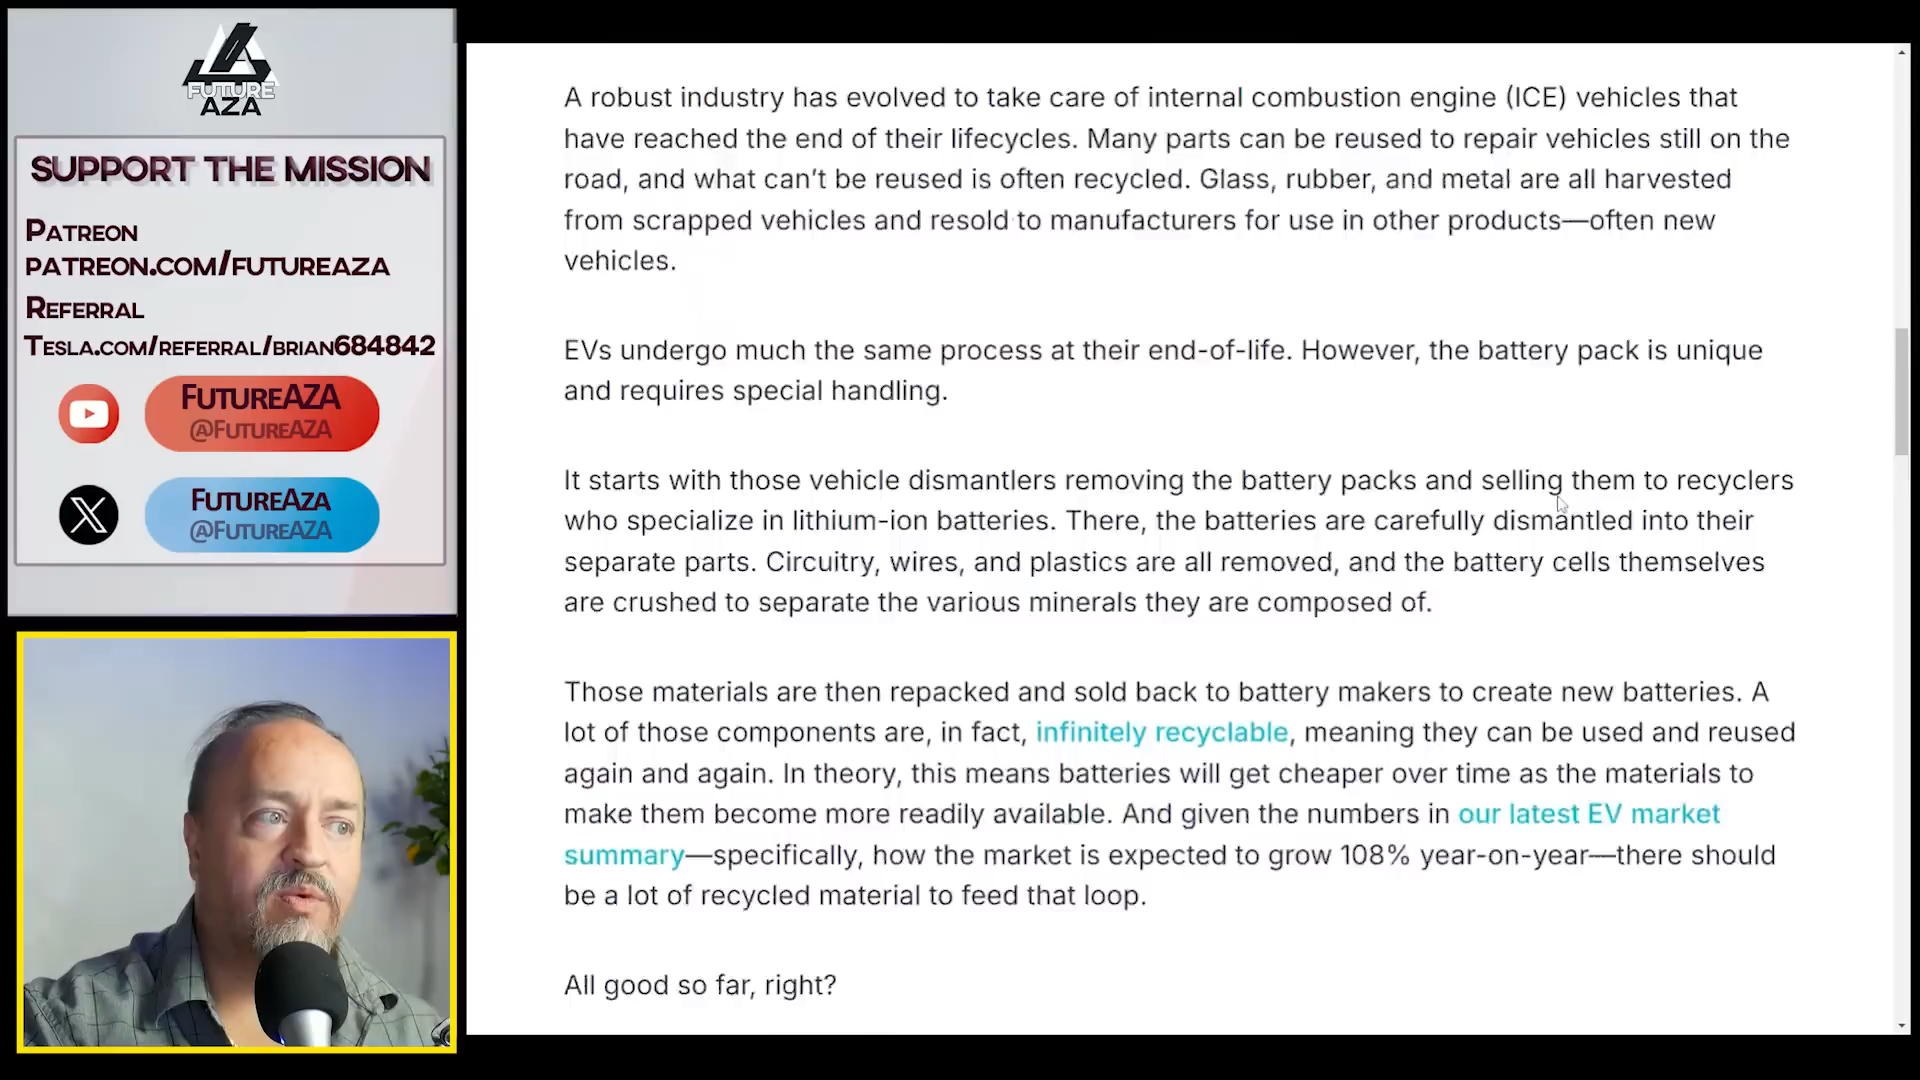 FUTURE
AZA
SUPPORT THE MISSION
PATREON
PATREON.COM/FUTUREAZA
REFERRAL
TESLA.COM/REFERRAL/BRIAN684842
FUTUREAZA
@FUTUREAZA
FUTUREAZA
@FUTUREAZA
A robust industry has evolved to take care of internal combustion engine (ICE) vehicles that
have reached the end of their lifecycles. Many parts can be reused to repair vehicles still on the
road, and what can’t be reused is often recycled. Glass, rubber, and metal are all harvested
from scrapped vehicles and resold to manufacturers for use in other products—often new
vehicles.
EVs undergo much the same process at their end-of-life. However, the battery pack is unique
and requires special handling.
It starts with those vehicle dismantlers removing the battery packs and selling them to recyclers
who specialize in lithium-ion batteries. There, the batteries are carefully dismantled into their
separate parts. Circuitry, wires, and plastics are all removed, and the battery cells themselves
are crushed to separate the various minerals they are composed of.
Those materials are then repacked and sold back to battery makers to create new batteries. A
lot of those components are, in fact, infinitely recyclable, meaning they can be used and reused
again and again. In theory, this means batteries will get cheaper over time as the materials to
make them become more readily available. And given the numbers in our latest EV market
summary—specifically, how the market is expected to grow 108% year-on-year—there should
be a lot of recycled material to feed that loop.
All good so far, right?